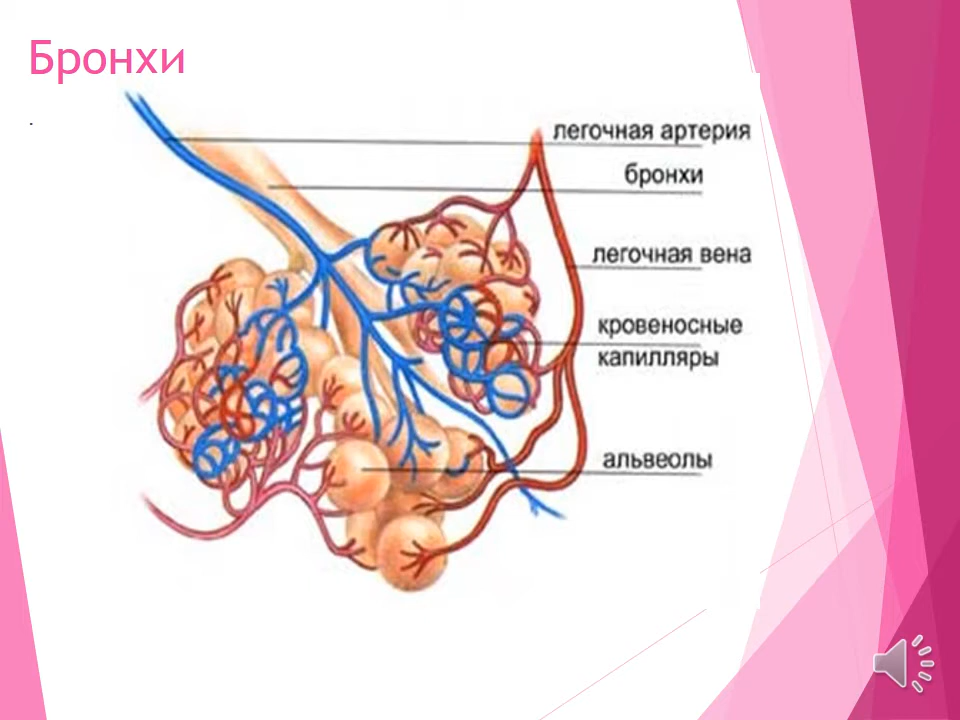 Бронхи
.
легочная артерия
бронхи
легочная вена
кровеносные
капилляры
альвеолы